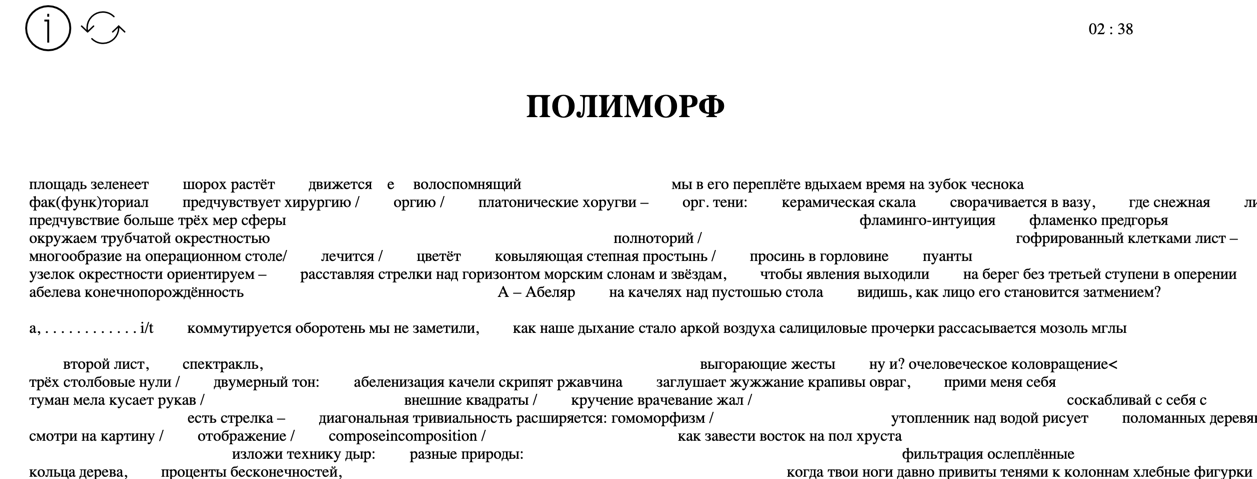 i 02 : 38
ПОЛИМОРФ
площадь зеленеет шорох растёт движется е волоспомнящий мы в его переплёте вдыхаем время на зубок чеснока
фак(функ)ториал предчувствует хирургию / оргию / платонические хоругви – орг. тени: керамическая скала сворачивается в вазу, где снежная
предчувствие больше трёх мер сферы фламинго-интуиция фламенко предгорья
окружаем трубчатой окрестностью полноторий / гофрированный клетками лист –
многообразие на операционном столе/ лечится / цветёт ковыляющая степная простынь / просинь в горловине пуанты
узелок окрестности ориентируем – расставляя стрелки над горизонтом морским слонам и звёздам, чтобы явления выходили на берег без третьей ступени в оперении
абелева конечнопорождённость А – Абеляр на качелях над пустошью стола видишь, как лицо его становится затмением?
а, . . . . . . . . . . . . i/t коммутируется оборотень мы не заметили, как наше дыхание стало аркой воздуха салициловые прочерки рассасывается мозоль мглы
второй лист, спектракль, выгорающие жесты ну и? очеловеческое коловращение<
трёх столбовые нули / двумерный тон: абеленизация качели скрипят ржавчина заглушает жужжание крапивы овраг, прими меня себя
туман мела кусает рукав / внешние квадраты / кручение врачевание жал / соскабливай с себя с
есть стрелка – диагональная тривиальность расширяется: гомоморфизм / утопленник над водой рисует поломанных
смотри на картину / отображение / composeincomposition / как завести восток на пол хруста
изложи технику дыр: разные природы: фильтрация ослеплённые
кольца дерева, проценты бесконечностей, когда твои ноги давно привиты тенями к колоннам хлебные фигурки